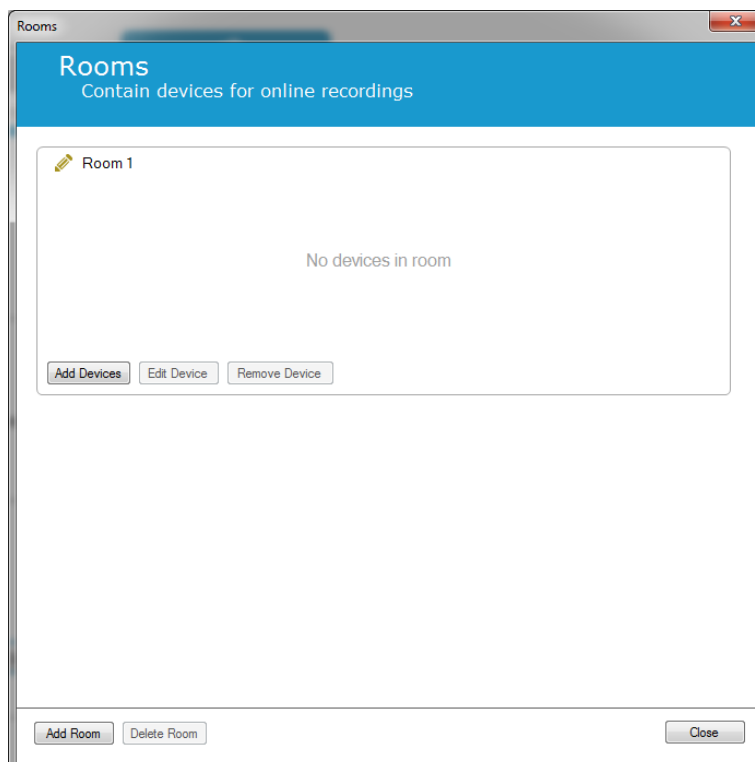 Rooms
Rooms
Contain devices for online recordings
Room 1
No devices in room
Add Devices Edit Device Remove Device
Add Room Delete Room Close